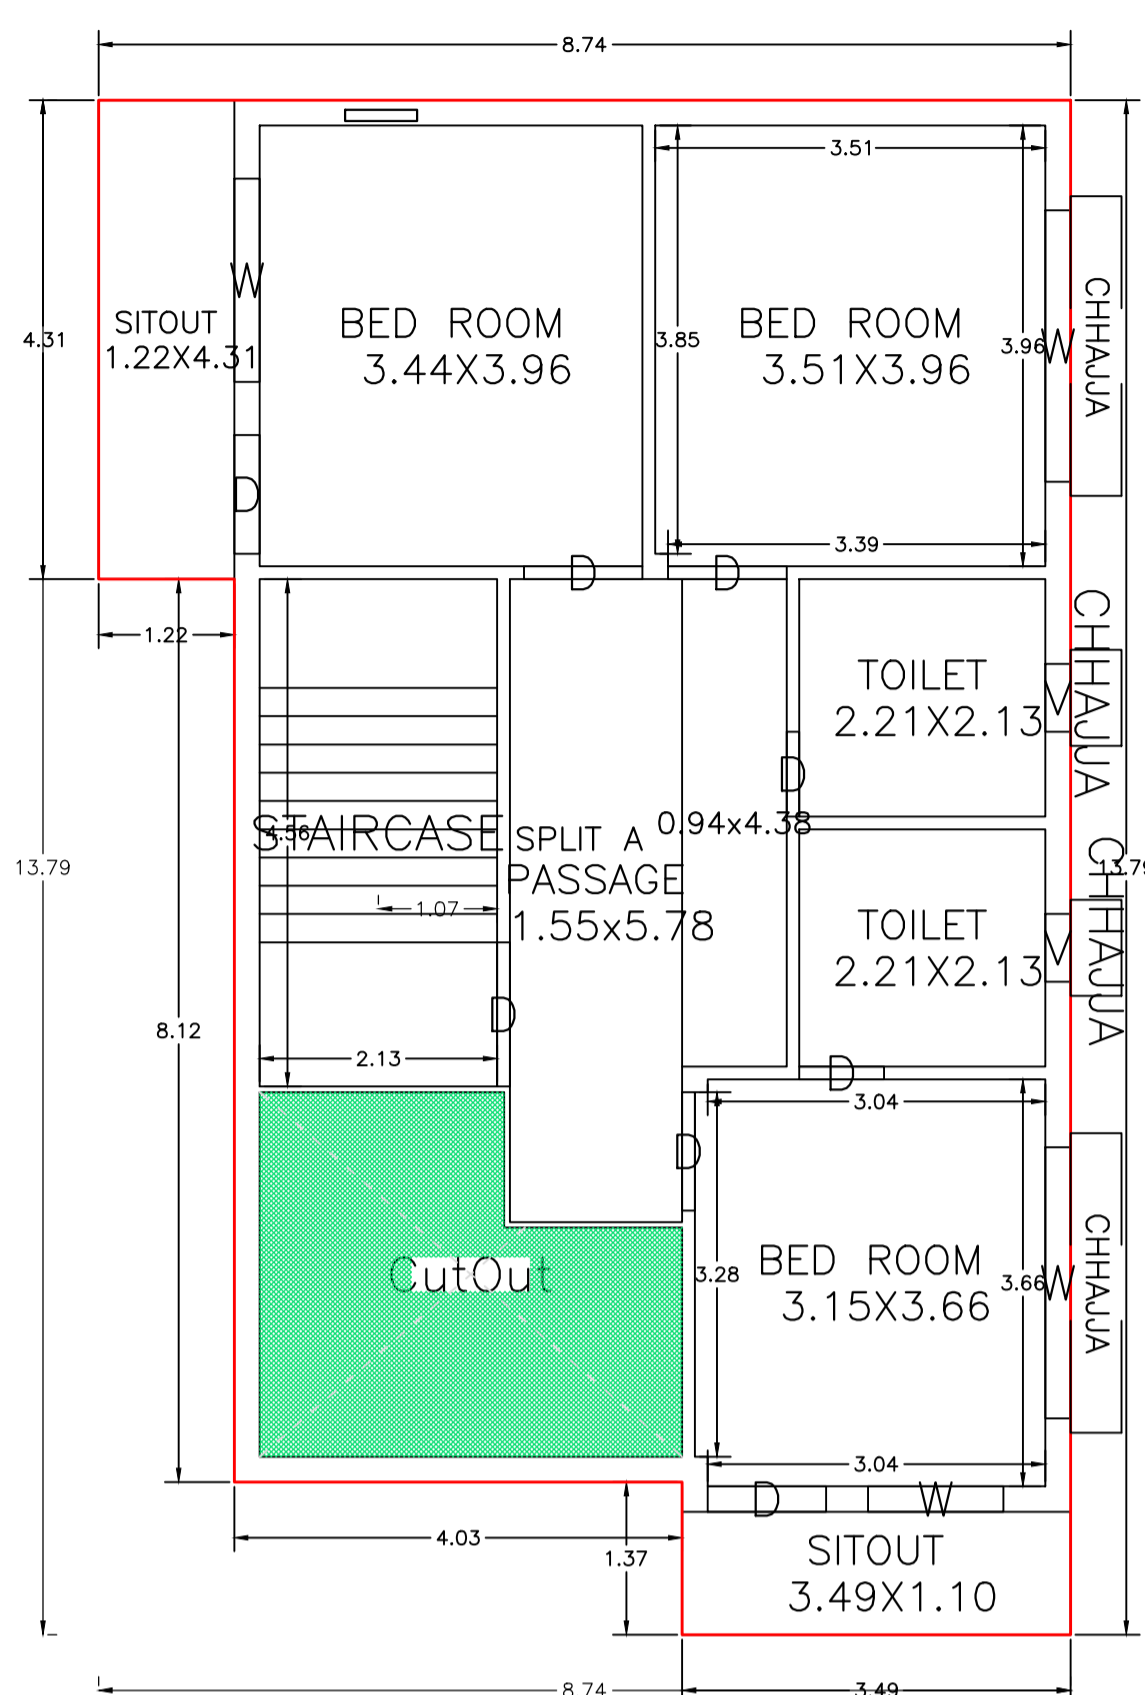 8.74
3.51
4.31
SITOUT
1.22X4.31
W
BED ROOM
3.44X3.96
3.85
BED ROOM
3.51X3.96
3.96
W
CHHAJJA
D
3.39
D
D
1.22
CHHAJJA
TOILET
2.21X2.13
V
D
STAIRCASE
4.56
SPLIT A
0.94x4.38
PASSAGE
1.55x5.78
1.07
13.79
13.79
CHHAJJA
TOILET
2.21X2.13
V
8.12
D
2.13
D
3.04
D
CutOut
3.28
BED ROOM
3.15X3.66
3.66
W
CHHAJJA
3.04
D
W
4.03
1.37
SITOUT
3.49X1.10
8.74
3.49